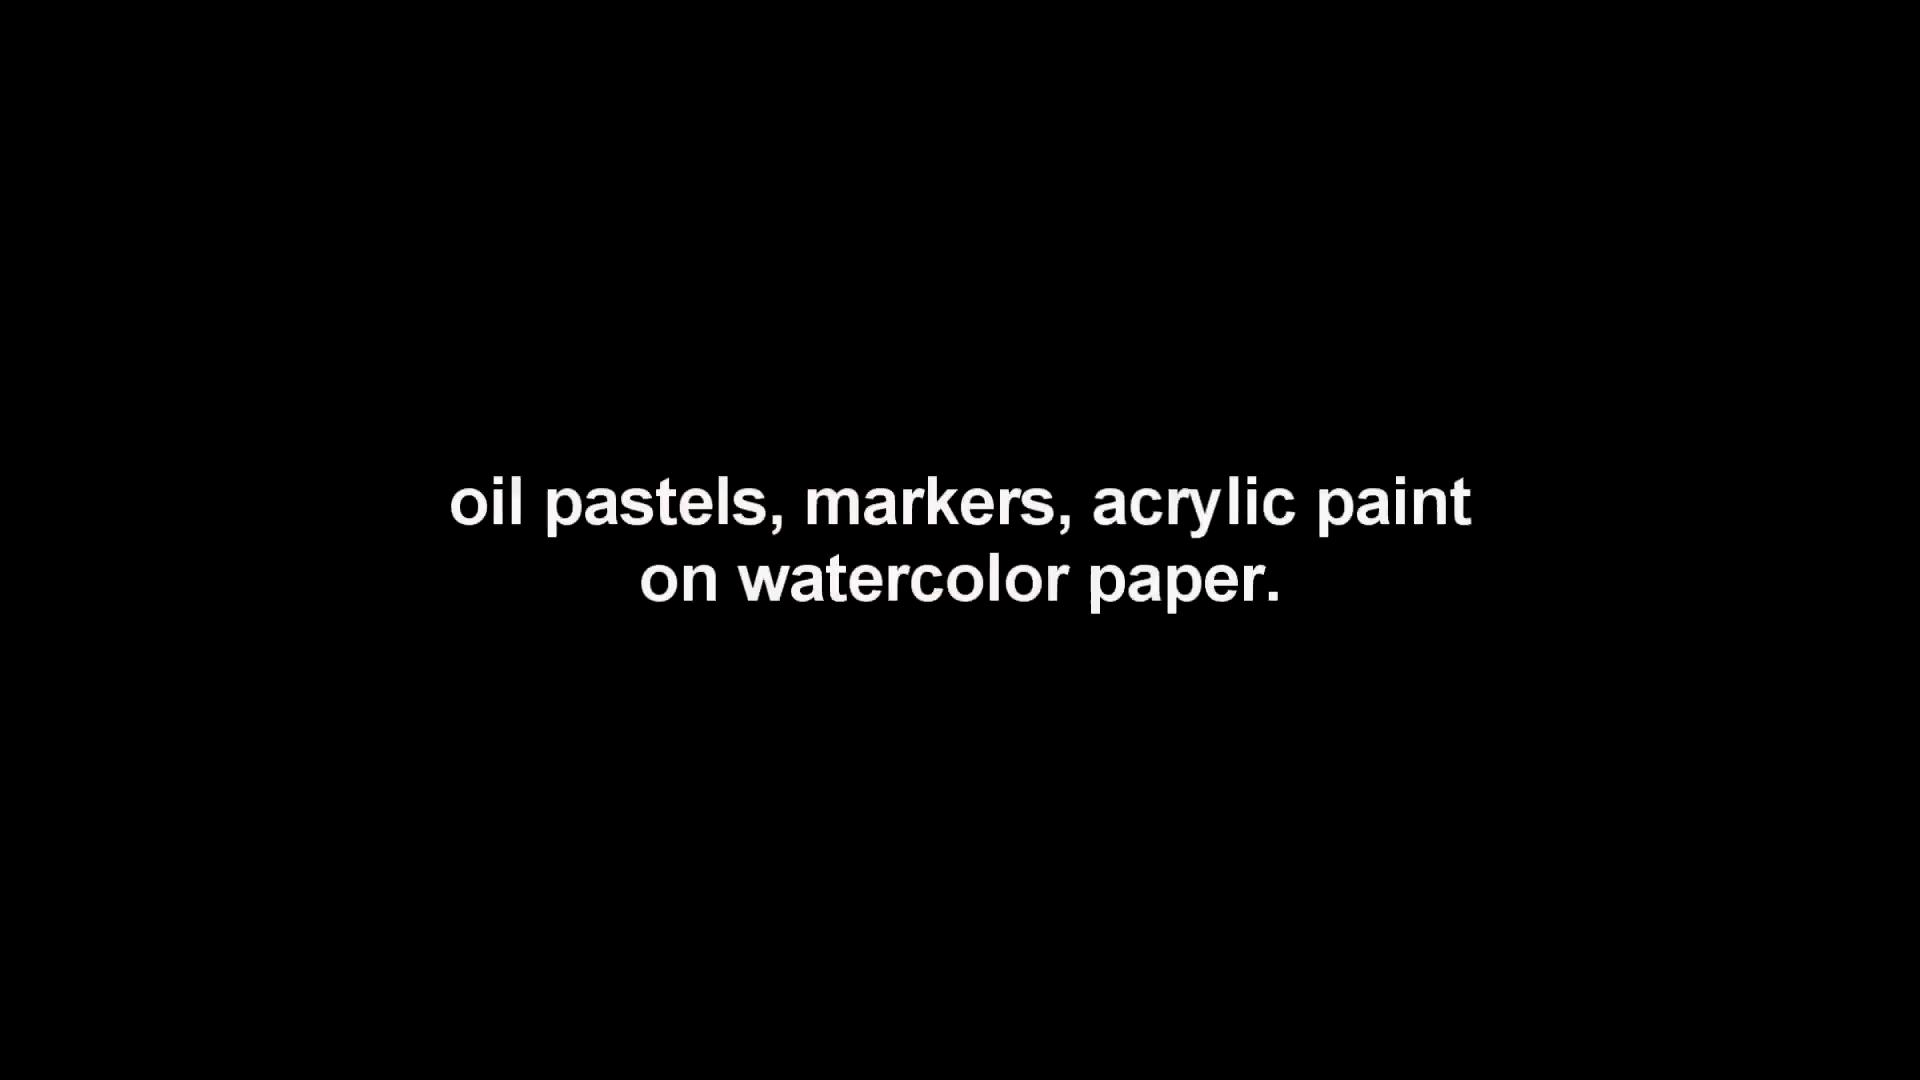 oil pastels, markers, acrylic paint
on watercolor paper.